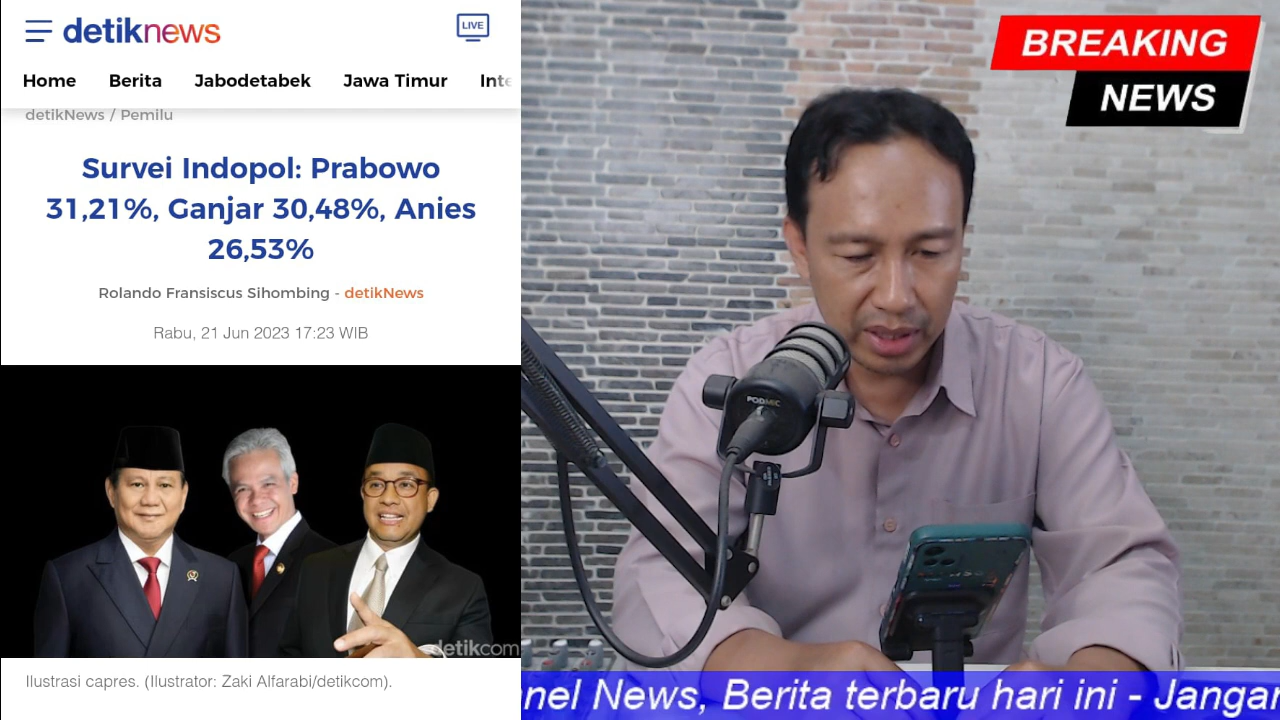 detiknews
LIVE
Home Berita Jabodetabek Jawa Timur Inte
detikNews / Pemilu
Survei Indopol: Prabowo
31,21%, Ganjar 30,48%, Anies
26,53%
Rolando Fransiscus Sihombing - detikNews
Rabu, 21 Jun 2023 17:23 WIB
detikcom
Ilustrasi capres. (Ilustrator: Zaki Alfarabi/detikcom).
BREAKING
NEWS
PODMIC
nel News, Berita terbaru hari ini - Jangan